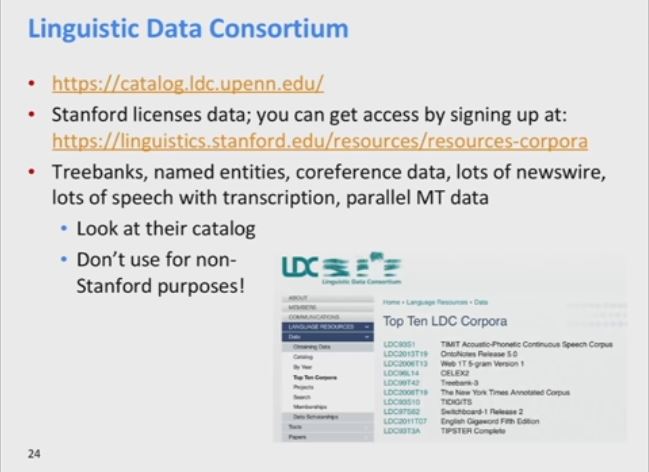 Linguistic Data Consortium
• https://catalog.ldc.upenn.edu/
• Stanford licenses data; you can get access by signing up at:
https://linguistics.stanford.edu/resources/resources-corpora
• Treebanks, named entities, coreference data, lots of newswire,
lots of speech with transcription, parallel MT data
• Look at their catalog
• Don't use for non-
Stanford purposes!
LDC
Linguistic Data Consortium
ABOUT
MEMBERS
COMMUNICATIONS
LANGUAGE RESOURCES
Data
Obtaining Data
Catalog
By Year
Top Ten Corpora
Projects
Search
Memberships
Data Scholarships
Tools
Papers
Home › Language Resources › Data
Top Ten LDC Corpora
LDC93S1 TIMIT Acoustic-Phonetic Continuous Speech Corpus
LDC2013T19 OntoNotes Release 5.0
LDC2006T13 Web 1T 5-gram Version 1
LDC96L14 CELEX2
LDC99T42 Treebank-3
LDC2008T19 The New York Times Annotated Corpus
LDC93S10 TIDIGITS
LDC97S62 Switchboard-1 Release 2
LDC2011T07 English Gigaword Fifth Edition
LDC93T3A TIPSTER Complete
24